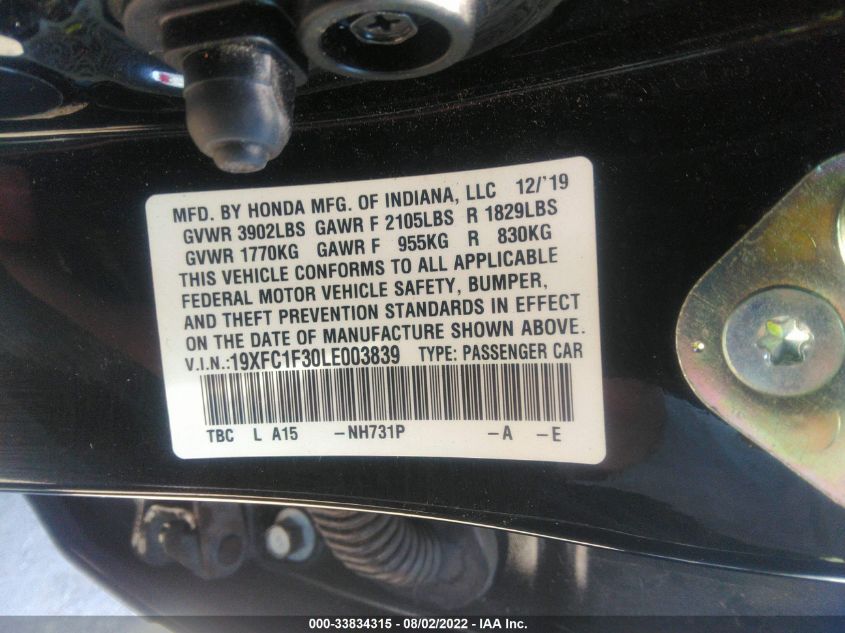 MFD. BY HONDA MFG. OF INDIANA, LLC 12/'19
GVWR 3902LBS GAWR F 2105LBS R 1829LBS
GVWR 1770KG GAWR F 955KG R 830KG
THIS VEHICLE CONFORMS TO ALL APPLICABLE
FEDERAL MOTOR VEHICLE SAFETY, BUMPER,
AND THEFT PREVENTION STANDARDS IN EFFECT
ON THE DATE OF MANUFACTURE SHOWN ABOVE.
V.I.N.:19XFC1F30LE003839 TYPE: PASSENGER CAR
TBC L A15 -NH731P -A -E
000-33834315 - 08/02/2022 - IAA Inc.